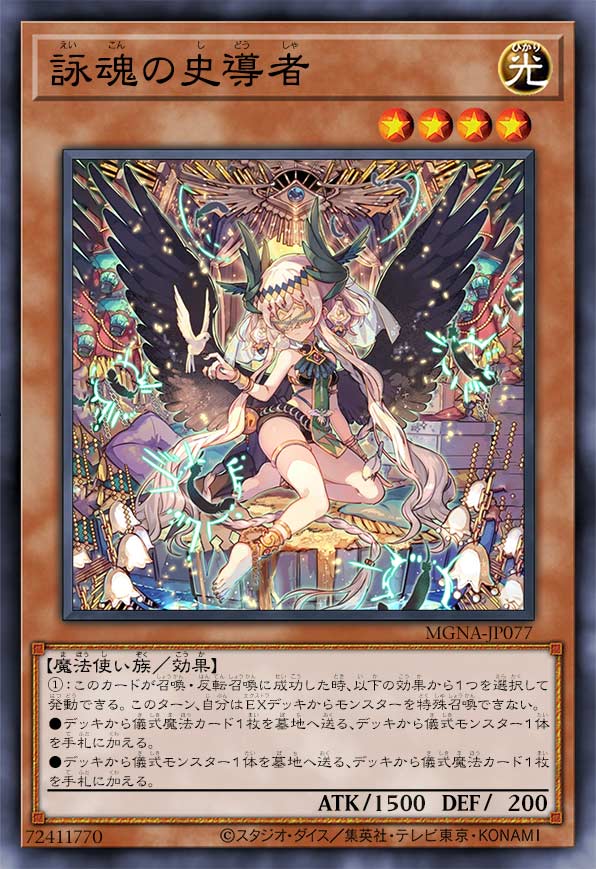 詠魂の史導者
光
MGNA-JP077
【魔法使い族／効果】
①：このカードが召喚・反転召喚に成功した時、以下の効果から1つを選択して
発動できる。このターン、自分はEXデッキからモンスターを特殊召喚できない。
●デッキから儀式魔法カード1枚を墓地へ送る、デッキから儀式モンスター1体
を手札に加える。
●デッキから儀式モンスター1体を墓地へ送る、デッキから儀式魔法カード1枚
を手札に加える。
ATK/1500 DEF/ 200
72411770
©スタジオ・ダイス／集英社・テレビ東京・KONAMI